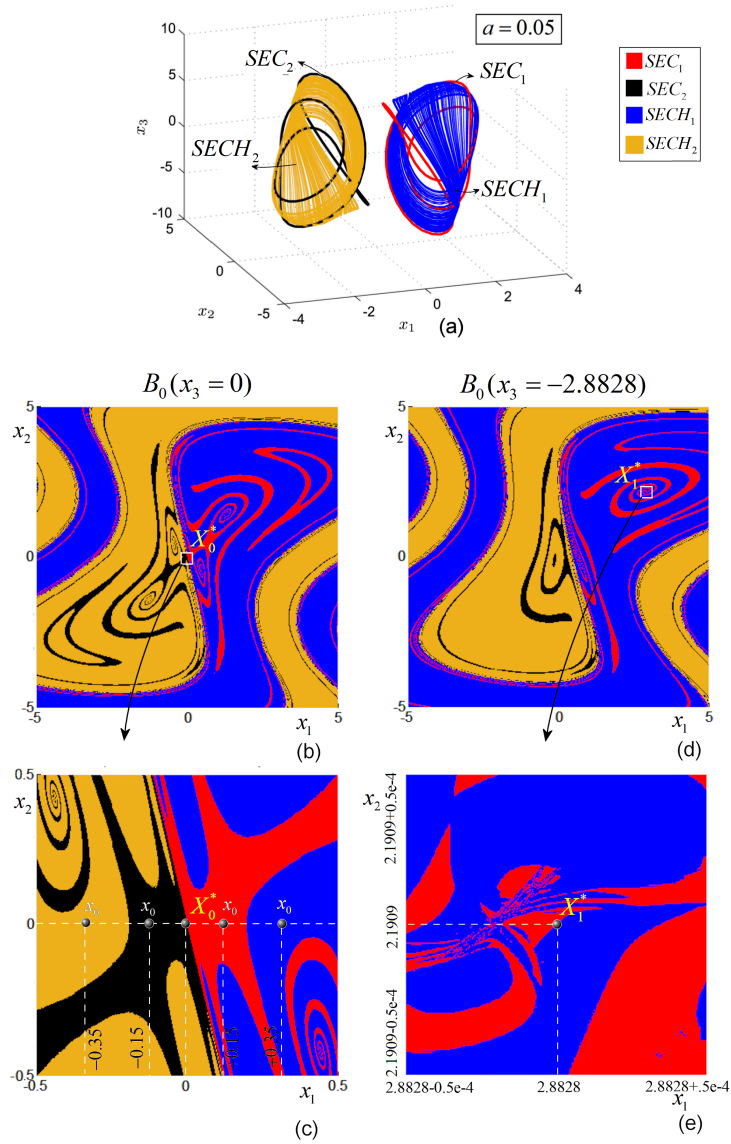 10
5
0
-5
-10
x₃
5
0
-5
x₂
-4
-2
0
2
4
x₁
(a)
a = 0.05
SEC_2
SEC₁
SECH₂
SECH₁
SEC₁
SEC₂
SECH₁
SECH₂
B₀(x₃ = 0)
5
x₂
0
-5
X₀*
-5
0
x₁
5
(b)
B₀(x₃ = −2.8828)
5
x₂
0
-5
X₁*
-5
0
x₁
5
(d)
0.5
x₂
0
-0.5
x₀
x₀
X₀*
x₀
x₀
−0.35
−0.15
−0.15
−0.35
-0.5
0
x₁
0.5
(c)
x₂
2.1909+0.5e-4
2.1909
2.1909-0.5e-4
X₁*
2.8828-0.5e-4
2.8828
2.8828+.5e-4
x₁
(e)